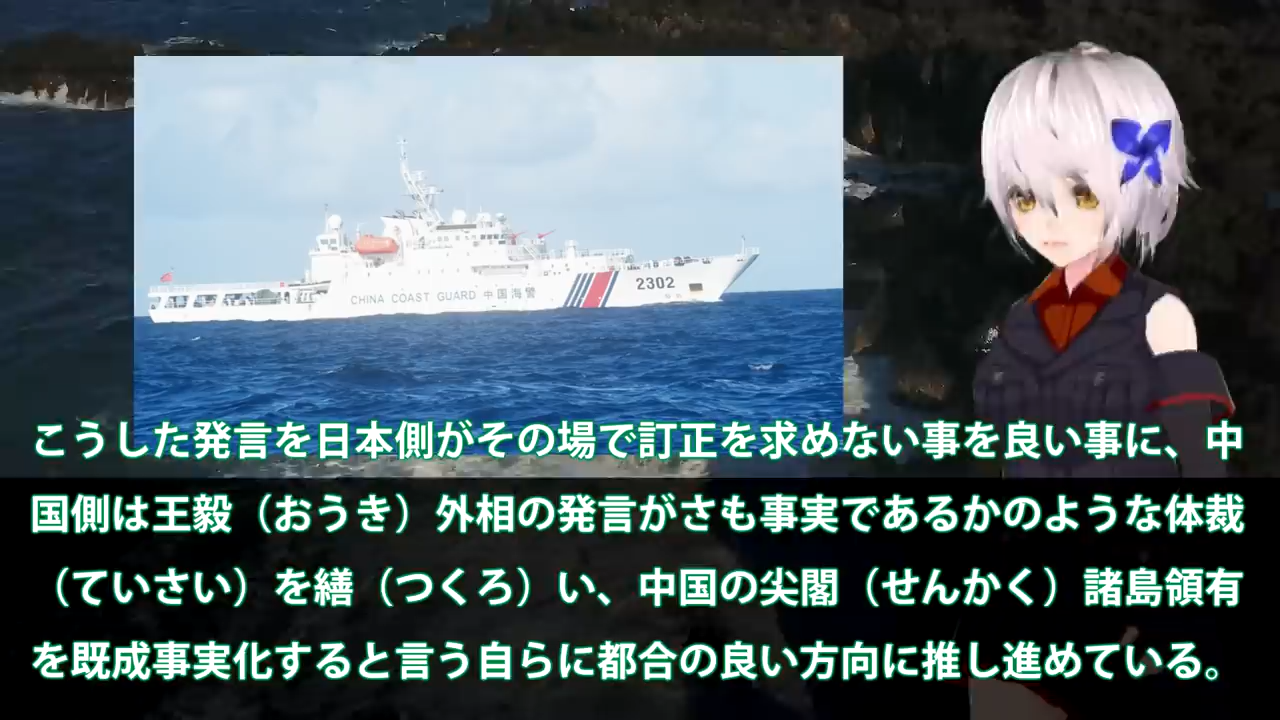 CHINA COAST GUARD 中国海警
2302
こうした発言を日本側がその場で訂正を求めない事を良い事に、中
国側は王毅（おうき）外相の発言がさも事実であるかのような体裁
（ていさい）を繕（つくろ）い、中国の尖閣（せんかく）諸島領有
を既成事実化すると言う自らに都合の良い方向に推し進めている。